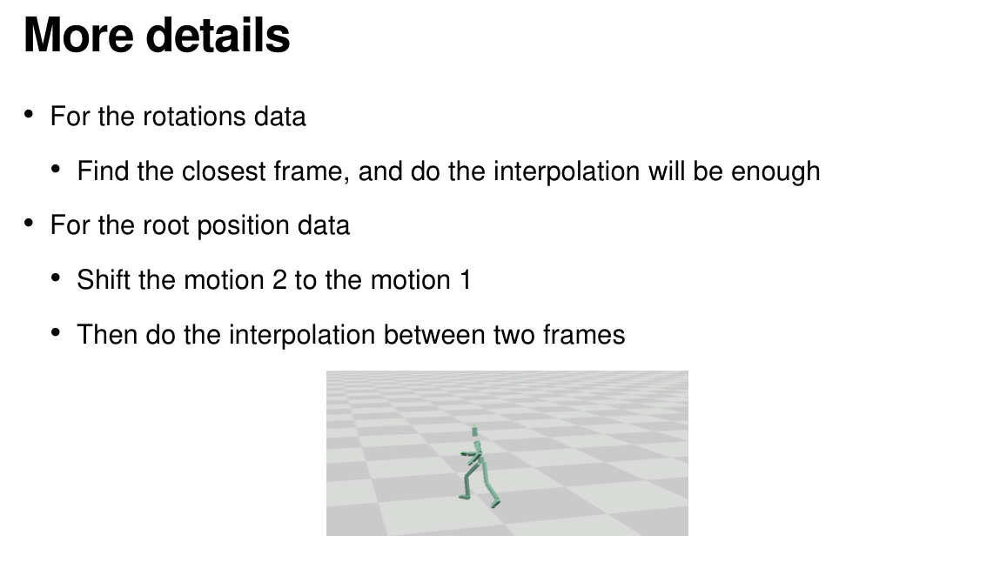 More details
• For the rotations data
• Find the closest frame, and do the interpolation will be enough
• For the root position data
• Shift the motion 2 to the motion 1
• Then do the interpolation between two frames